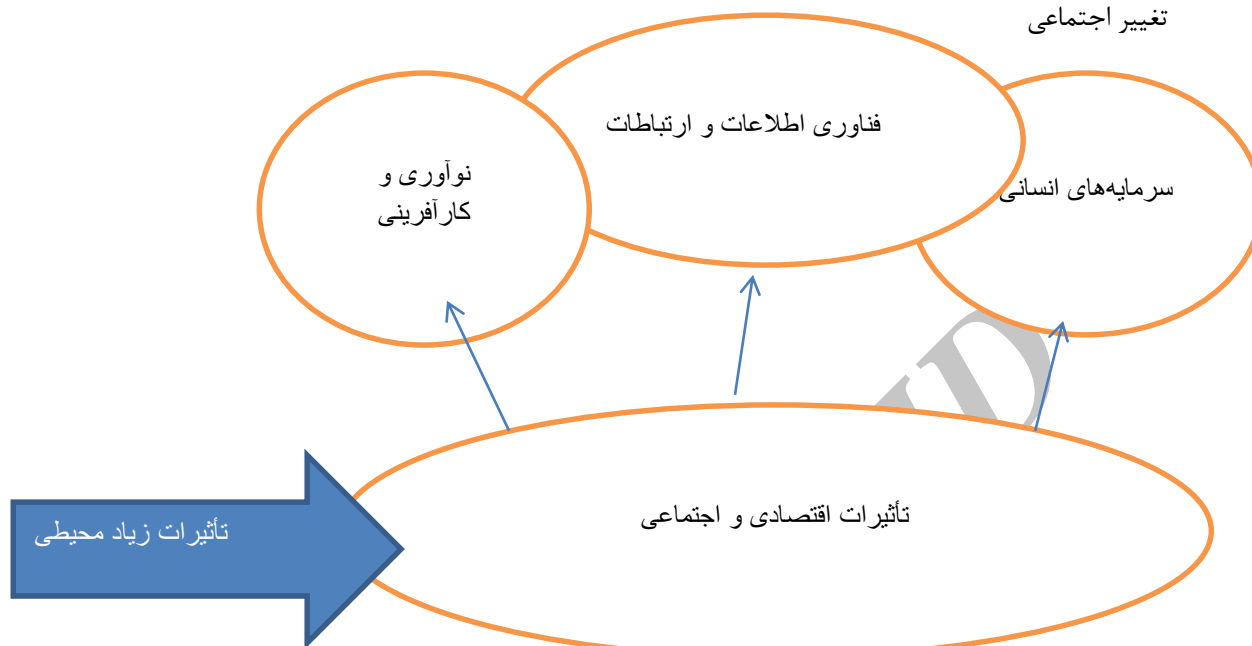 تغییر اجتماعی
فناوری اطلاعات و ارتباطات
سرمایه‌های انسانی
نوآوری و
کارآفرینی
تأثیرات اقتصادی و اجتماعی
تأثیرات زیاد محیطی